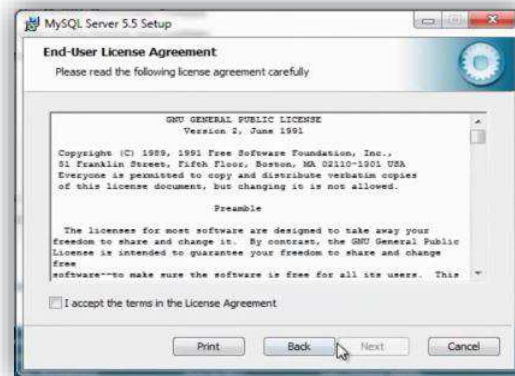 MySQL Server 5.5 Setup
End-User License Agreement
Please read the following license agreement carefully
GNU GENERAL PUBLIC LICENSE
Version 2, June 1991
Copyright (C) 1989, 1991 Free Software Foundation, Inc.,
51 Franklin Street, Fifth Floor, Boston, MA 02110-1301 USA
Everyone is permitted to copy and distribute verbatim copies
of this license document, but changing it is not allowed.
Preamble
The licenses for most software are designed to take away your
freedom to share and change it. By contrast, the GNU General Public
License is intended to guarantee your freedom to share and change
free
software--to make sure the software is free for all its users. This
I accept the terms in the License Agreement
Print Back Next Cancel